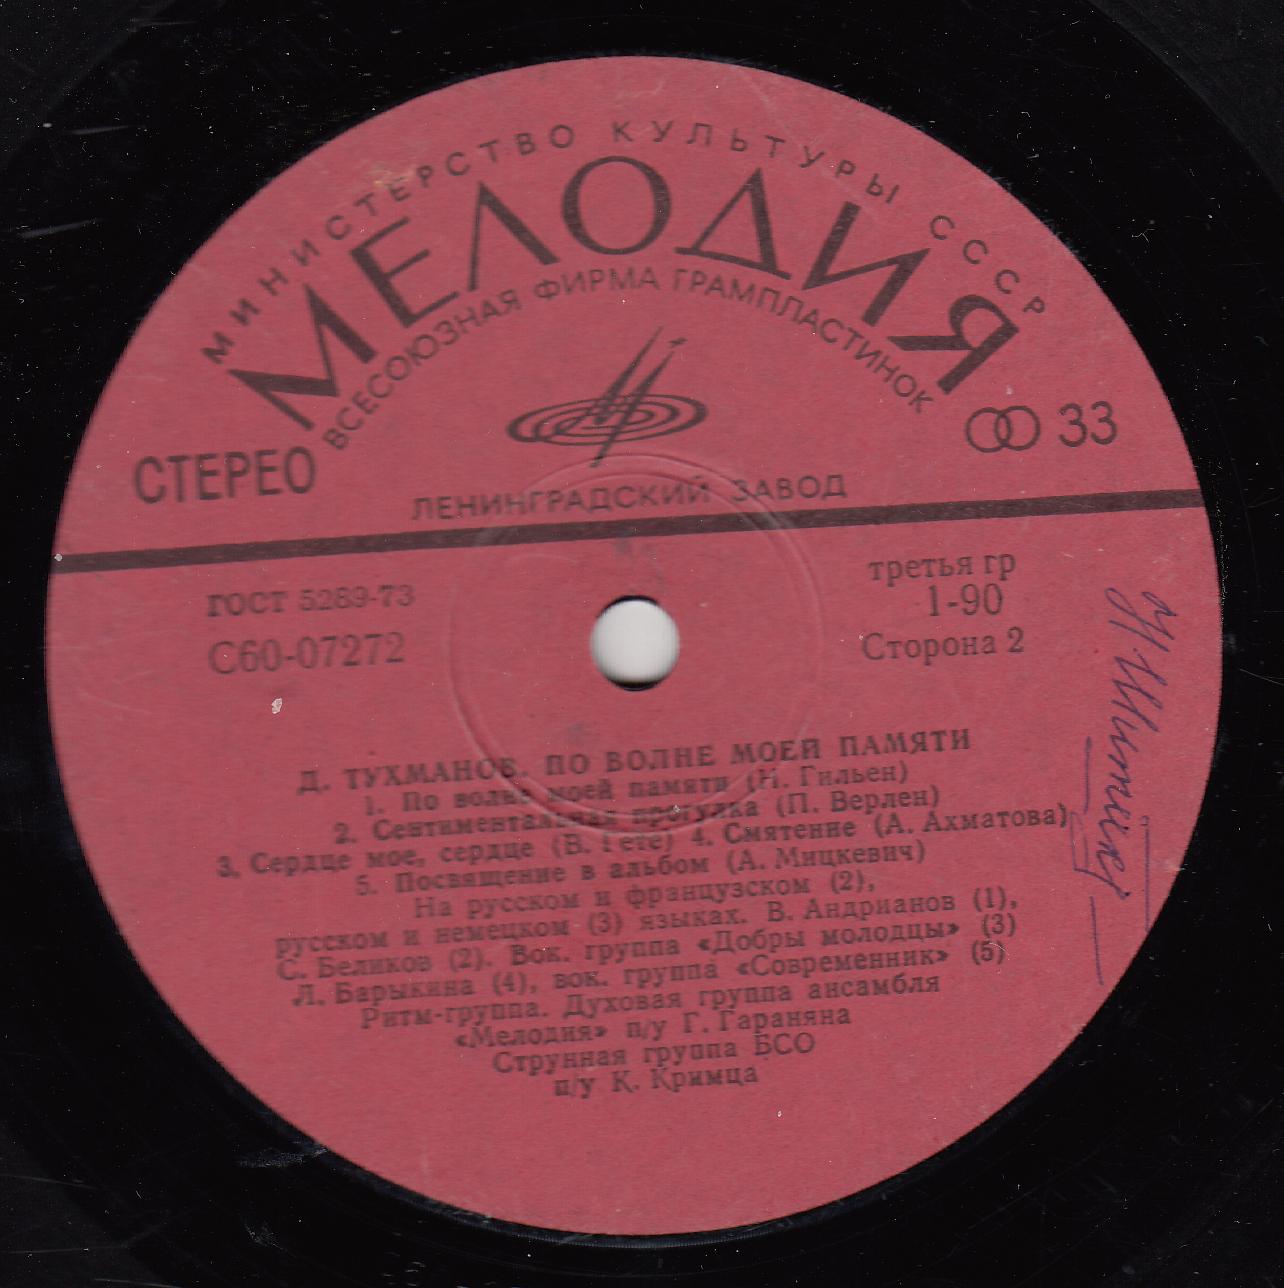 МИНИСТЕРСТВО КУЛЬТУРЫ СССР
МЕЛОДИЯ
ВСЕСОЮЗНАЯ ФИРМА ГРАМПЛАСТИНОК
СТЕРЕО
33
ЛЕНИНГРАДСКИЙ ЗАВОД
ГОСТ 5289-73
С60-07272
третья гр
1-90
Сторона 2
Д. ТУХМАНОВ. ПО ВОЛНЕ МОЕЙ ПАМЯТИ
1. По волне моей памяти (Н. Гильен)
2. Сентиментальная прогулка (П. Верлен)
3. Сердце мое, сердце (В. Гете) 4. Смятение (А. Ахматова)
5. Посвящение в альбом (А. Мицкевич)
На русском и французском (2),
русском и немецком (3) языках. В. Андрианов (1),
С. Беликов (2). Вок. группа «Добры молодцы» (3)
Л. Барыкина (4), вок. группа «Современник» (5)
Ритм-группа. Духовая группа ансамбля
«Мелодия» п/у Г. Гараняна
Струнная группа БСО
п/у К. Кримца